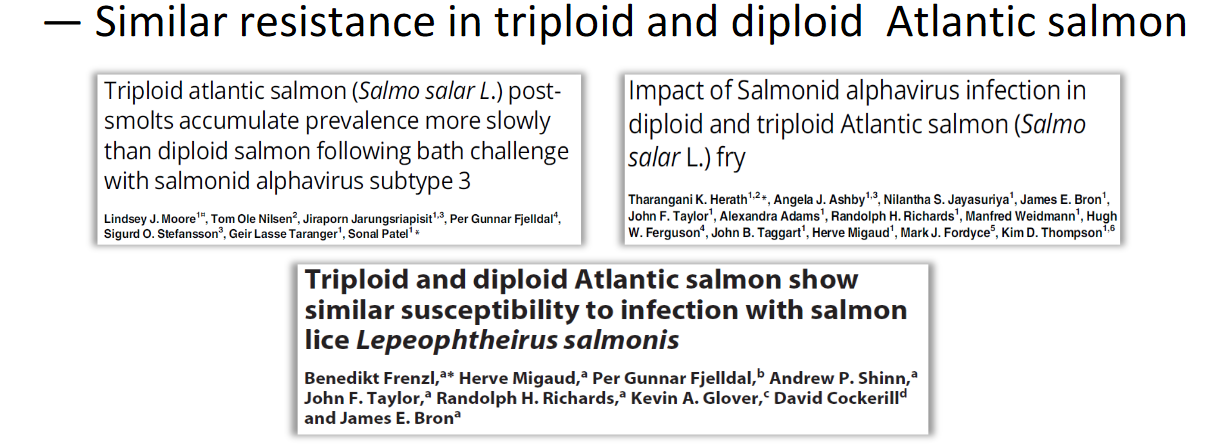 — Similar resistance in triploid and diploid Atlantic salmon
Triploid atlantic salmon (Salmo salar L.) post-
smolts accumulate prevalence more slowly
than diploid salmon following bath challenge
with salmonid alphavirus subtype 3
Lindsey J. Moore¹¤, Tom Ole Nilsen², Jiraporn Jarungsriapisit¹,³, Per Gunnar Fjelldal⁴,
Sigurd O. Stefansson³, Geir Lasse Taranger¹, Sonal Patel¹*
Impact of Salmonid alphavirus infection in
diploid and triploid Atlantic salmon (Salmo
salar L.) fry
Tharangani K. Herath¹,²*, Angela J. Ashby¹,³, Nilantha S. Jayasuriya¹, James E. Bron¹,
John F. Taylor¹, Alexandra Adams¹, Randolph H. Richards¹, Manfred Weidmann¹, Hugh
W. Ferguson⁴, John B. Taggart¹, Herve Migaud¹, Mark J. Fordyce⁵, Kim D. Thompson¹,⁶
Triploid and diploid Atlantic salmon show
similar susceptibility to infection with salmon
lice Lepeophtheirus salmonis
Benedikt Frenzl,ᵃ* Herve Migaud,ᵃ Per Gunnar Fjelldal,ᵇ Andrew P. Shinn,ᵃ
John F. Taylor,ᵃ Randolph H. Richards,ᵃ Kevin A. Glover,ᶜ David Cockerillᵈ
and James E. Bronᵃ